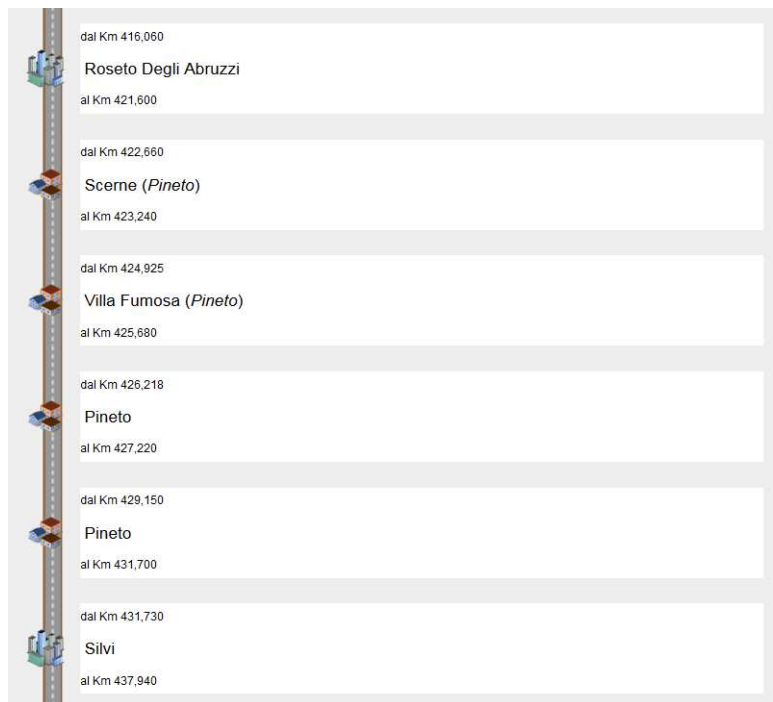 dal Km 416,060
Roseto Degli Abruzzi
al Km 421,600
dal Km 422,660
Scerne (Pineto)
al Km 423,240
dal Km 424,925
Villa Fumosa (Pineto)
al Km 425,680
dal Km 426,218
Pineto
al Km 427,220
dal Km 429,150
Pineto
al Km 431,700
dal Km 431,730
Silvi
al Km 437,940